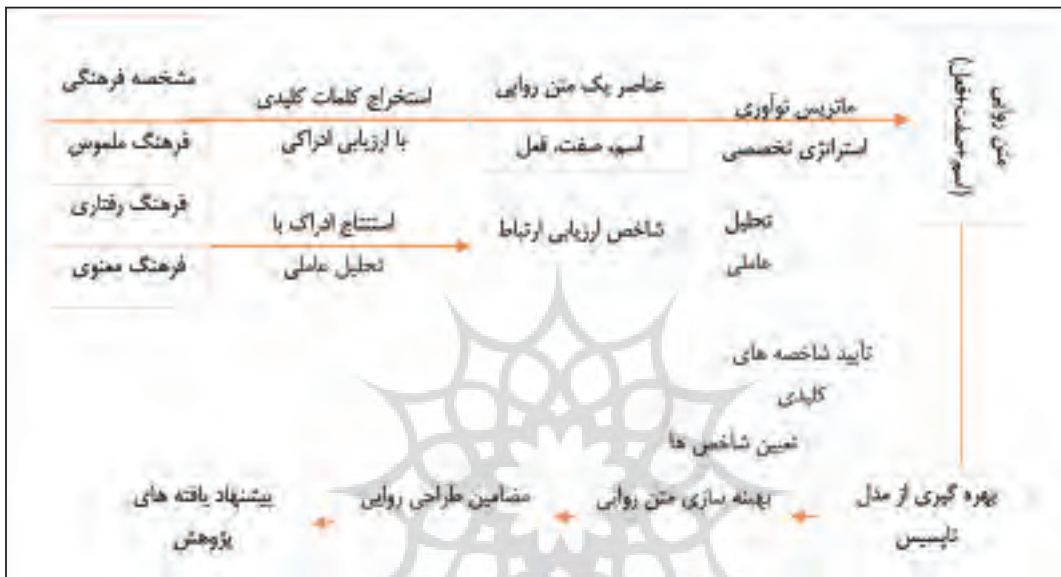 مشخصه فرهنگی
فرهنگ ملموس
فرهنگ رفتاری
فرهنگ معنوی
استخراج کلمات کلیدی
با ارزیابی ادراکی
استنتاج ادراک با
تحلیل عاملی
عناصر یک متن روایی
اسم، صفت، فعل
شاخص ارزیابی ارتباط
ماتریس نوآوری
استراتژی تخصصی
تحلیل
عاملی
متن روایی
(اسم+صفت+فعل)
تأیید شاخصه های
کلیدی
تعیین شاخص ها
بهره گیری از مدل
تاپسیس
بهینه سازی متن روائی
مضامین طراحی روایی
پیشنهاد یافته های
پژوهش